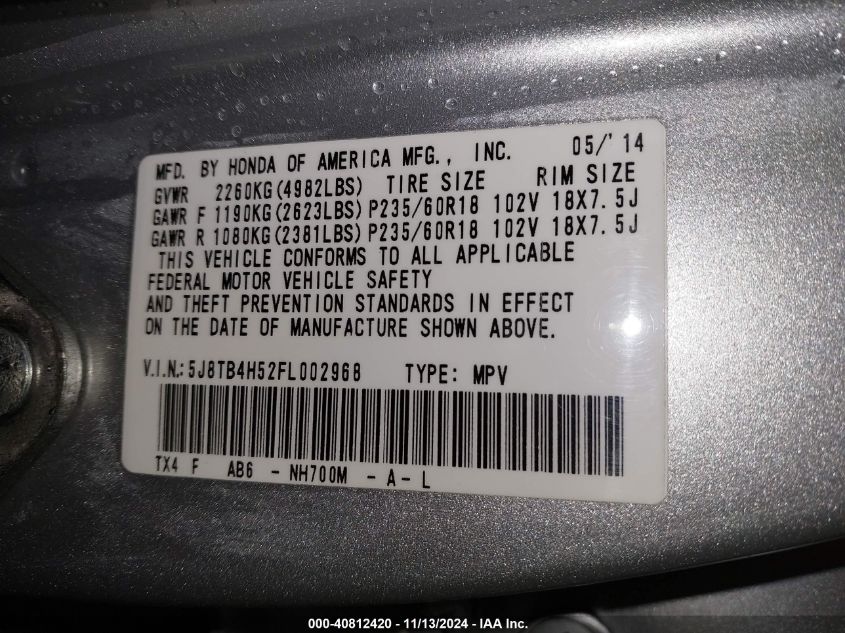 MFD. BY HONDA OF AMERICA MFG., INC. 05/'14
GVWR 2260KG(4982LBS) TIRE SIZE RIM SIZE
GAWR F 1190KG(2623LBS) P235/60R18 102V 18X7.5J
GAWR R 1080KG(2381LBS) P235/60R18 102V 18X7.5J
THIS VEHICLE CONFORMS TO ALL APPLICABLE
FEDERAL MOTOR VEHICLE SAFETY
AND THEFT PREVENTION STANDARDS IN EFFECT
ON THE DATE OF MANUFACTURE SHOWN ABOVE.
V.I.N.: 5J8TB4H52FL002968 TYPE: MPV
TX4 F AB6 - NH700M - A - L
000-40812420 - 11/13/2024 - IAA Inc.